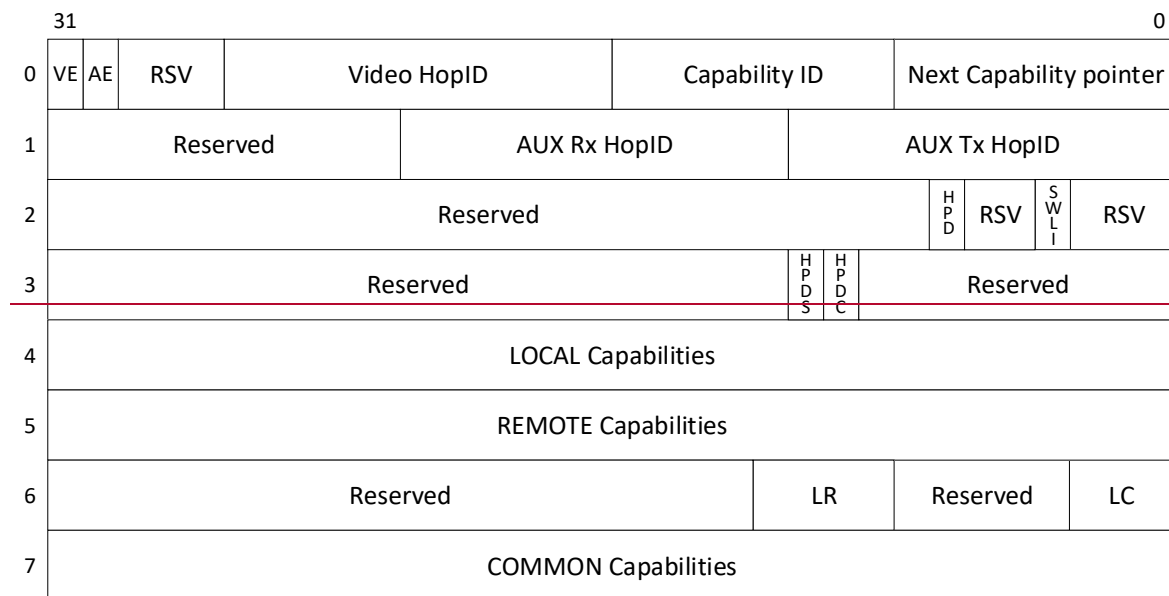 31 0
0 VE AE RSV Video HopID Capability ID Next Capability pointer
1 Reserved AUX Rx HopID AUX Tx HopID
2 Reserved HPD RSV SWLI RSV
3 Reserved HPDS HPDC Reserved
4 LOCAL Capabilities
5 REMOTE Capabilities
6 Reserved LR Reserved LC
7 COMMON Capabilities